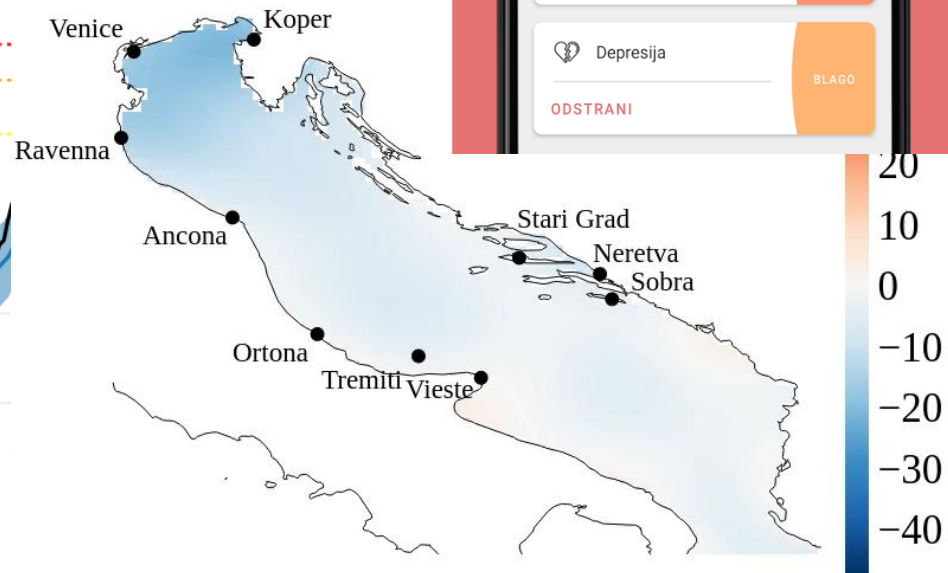 Venice
Koper
Ravenna
Ancona
Stari Grad
Neretva
Sobra
Ortona
Tremiti
Vieste
Depresija
BLAGO
ODSTRANI
20
10
0
−10
−20
−30
−40